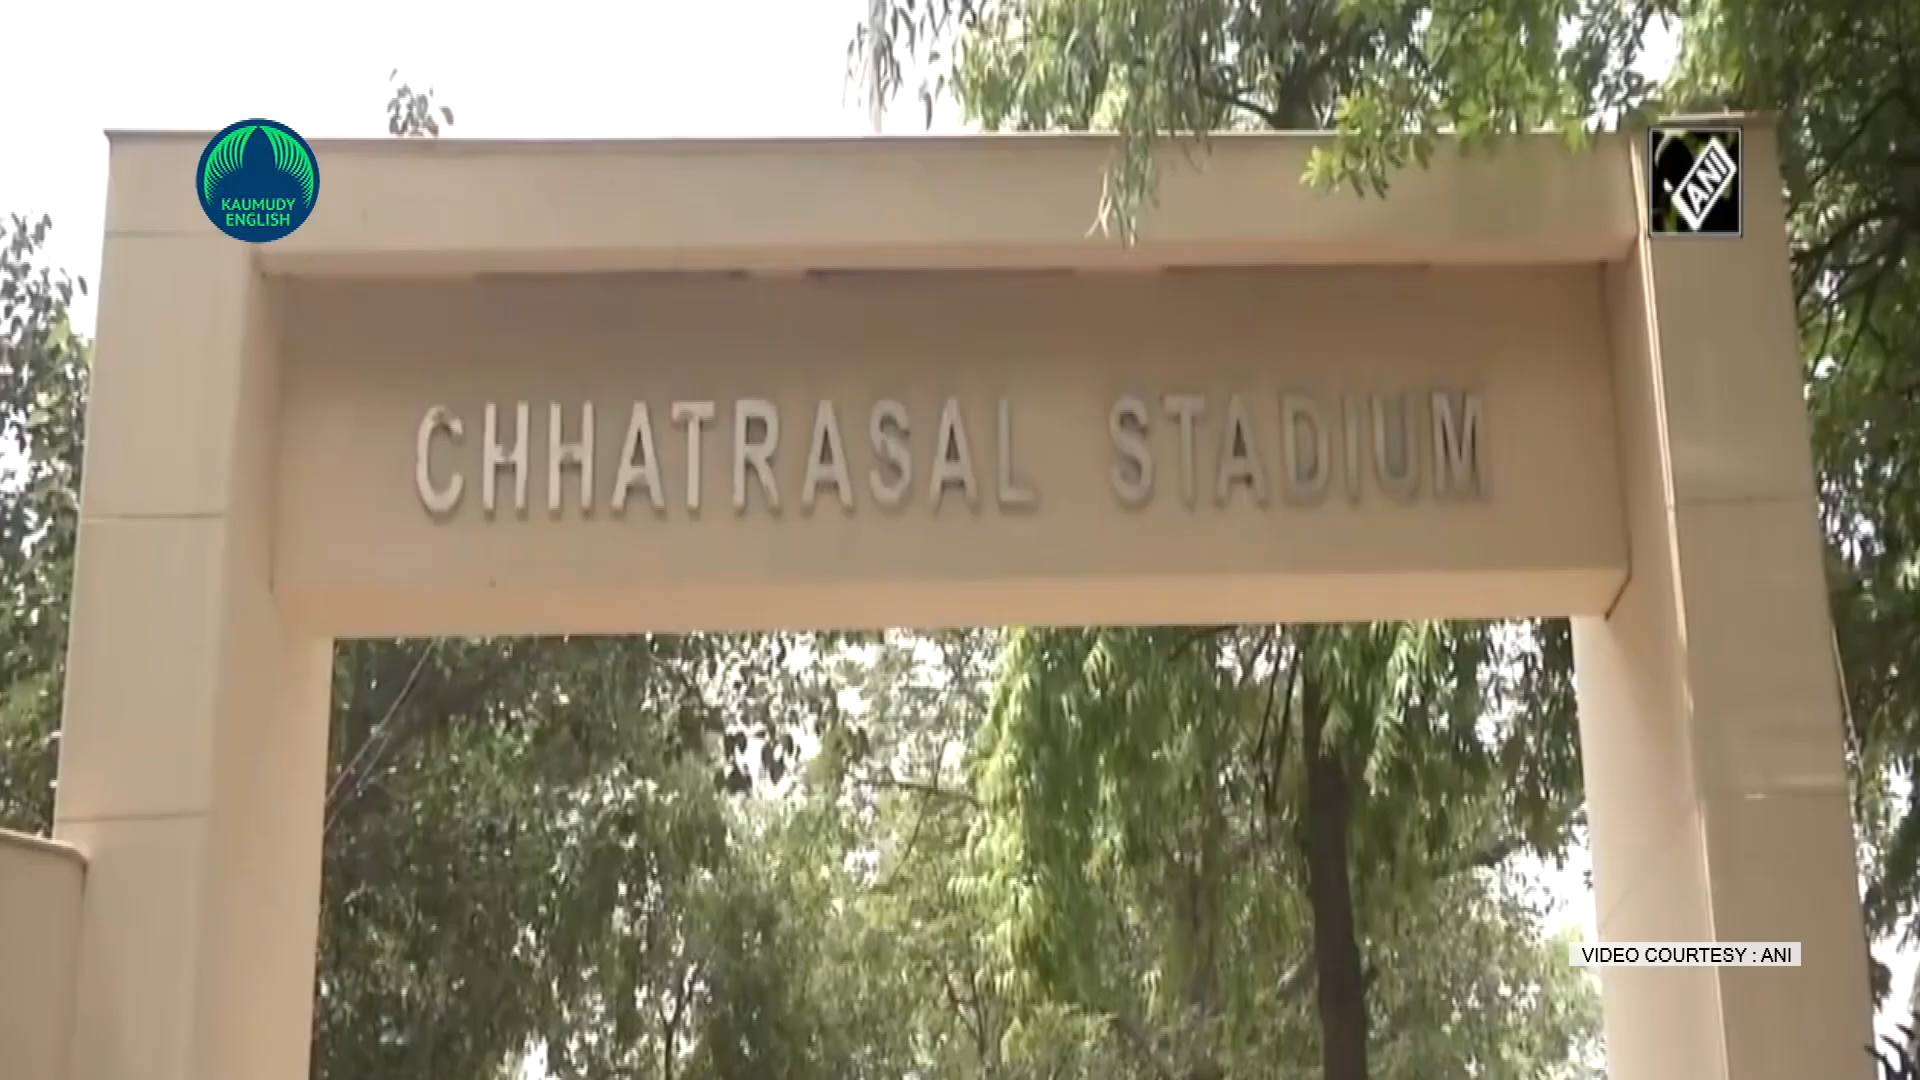 KAUMUDY
ENGLISH
ANI
CHHATRASAL STADIUM
VIDEO COURTESY : ANI